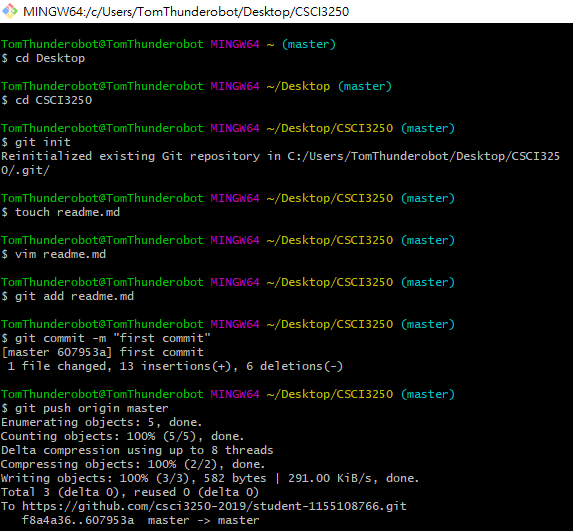 MINGW64:/c/Users/TomThunderobot/Desktop/CSCI3250
TomThunderobot@TomThunderobot MINGW64 ~ (master)
$ cd Desktop
TomThunderobot@TomThunderobot MINGW64 ~/Desktop (master)
$ cd CSCI3250
TomThunderobot@TomThunderobot MINGW64 ~/Desktop/CSCI3250 (master)
$ git init
Reinitialized existing Git repository in C:/Users/TomThunderobot/Desktop/CSCI325
0/.git/
TomThunderobot@TomThunderobot MINGW64 ~/Desktop/CSCI3250 (master)
$ touch readme.md
TomThunderobot@TomThunderobot MINGW64 ~/Desktop/CSCI3250 (master)
$ vim readme.md
TomThunderobot@TomThunderobot MINGW64 ~/Desktop/CSCI3250 (master)
$ git add readme.md
TomThunderobot@TomThunderobot MINGW64 ~/Desktop/CSCI3250 (master)
$ git commit -m "first commit"
[master 607953a] first commit
 1 file changed, 13 insertions(+), 6 deletions(-)
TomThunderobot@TomThunderobot MINGW64 ~/Desktop/CSCI3250 (master)
$ git push origin master
Enumerating objects: 5, done.
Counting objects: 100% (5/5), done.
Delta compression using up to 8 threads
Compressing objects: 100% (2/2), done.
Writing objects: 100% (3/3), 582 bytes | 291.00 KiB/s, done.
Total 3 (delta 0), reused 0 (delta 0)
To https://github.com/csci3250-2019/student-1155108766.git
   f8a4a36..607953a  master -> master